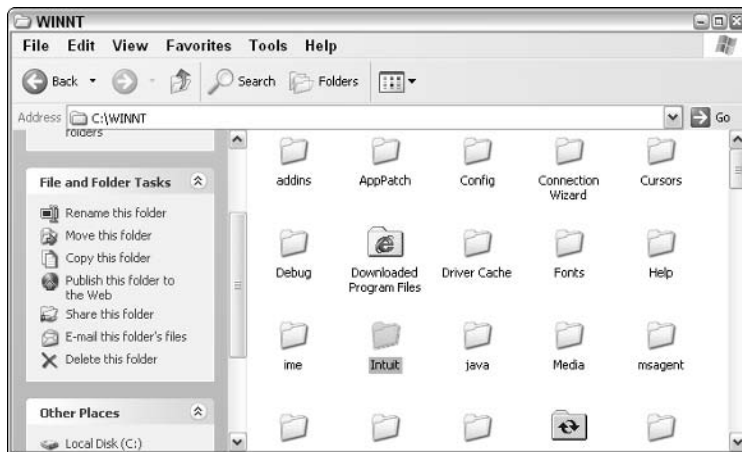 WINNT
File Edit View Favorites Tools Help
Back Search Folders
Address C:\WINNT Go
folders
File and Folder Tasks
Rename this folder
Move this folder
Copy this folder
Publish this folder to
the Web
Share this folder
E-mail this folder's files
Delete this folder
Other Places
Local Disk (C:)
addins AppPatch Config Connection
Wizard Cursors
Debug Downloaded
Program Files Driver Cache Fonts Help
ime Intuit java Media msagent